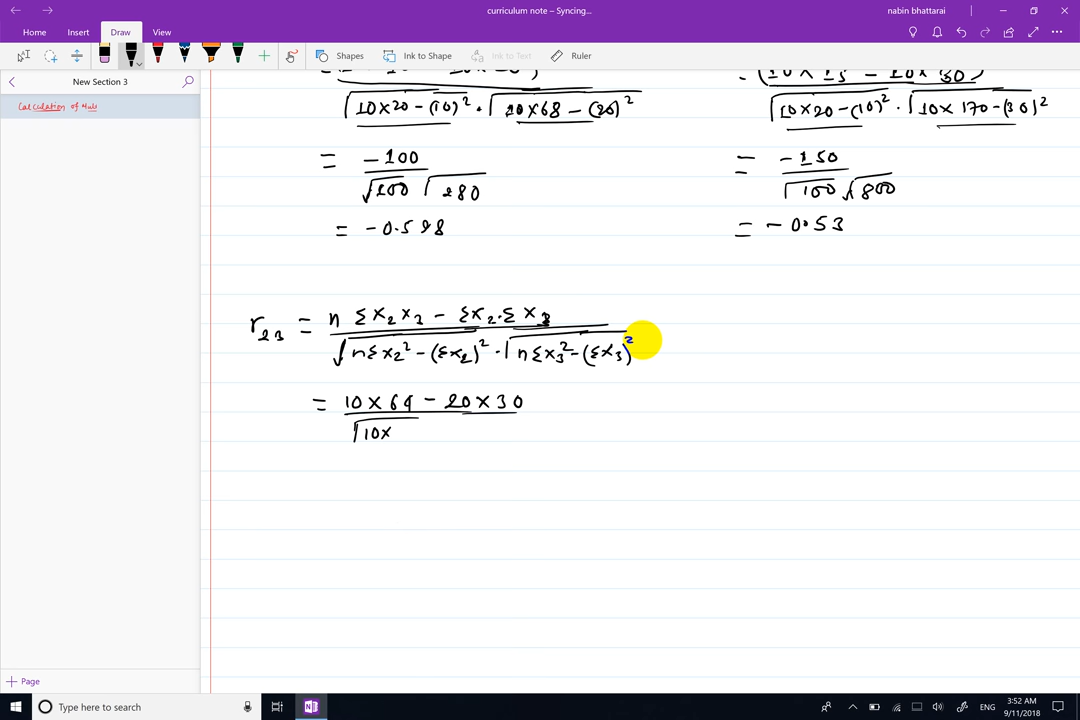 curriculum note – Syncing...
nabin bhattarai
Home Insert Draw View
Shapes Ink to Shape Ink to Text Ruler
New Section 3
Calculation of
√10×20-(10)² · √20×68-(20)²
√10×20-(10)² · √10×170-(30)²
= -100
√100 √280
= -0.598
= -150
√100 √800
= -0.53
r₂₃ = n ΣX₂X₃ - ΣX₂·ΣX₃
√nΣX₂²-(ΣX₂)² · √nΣX₃²-(ΣX₃)²
= 10×64 - 20×30
√10×
Page
Type here to search
ENG
3:52 AM
9/11/2018